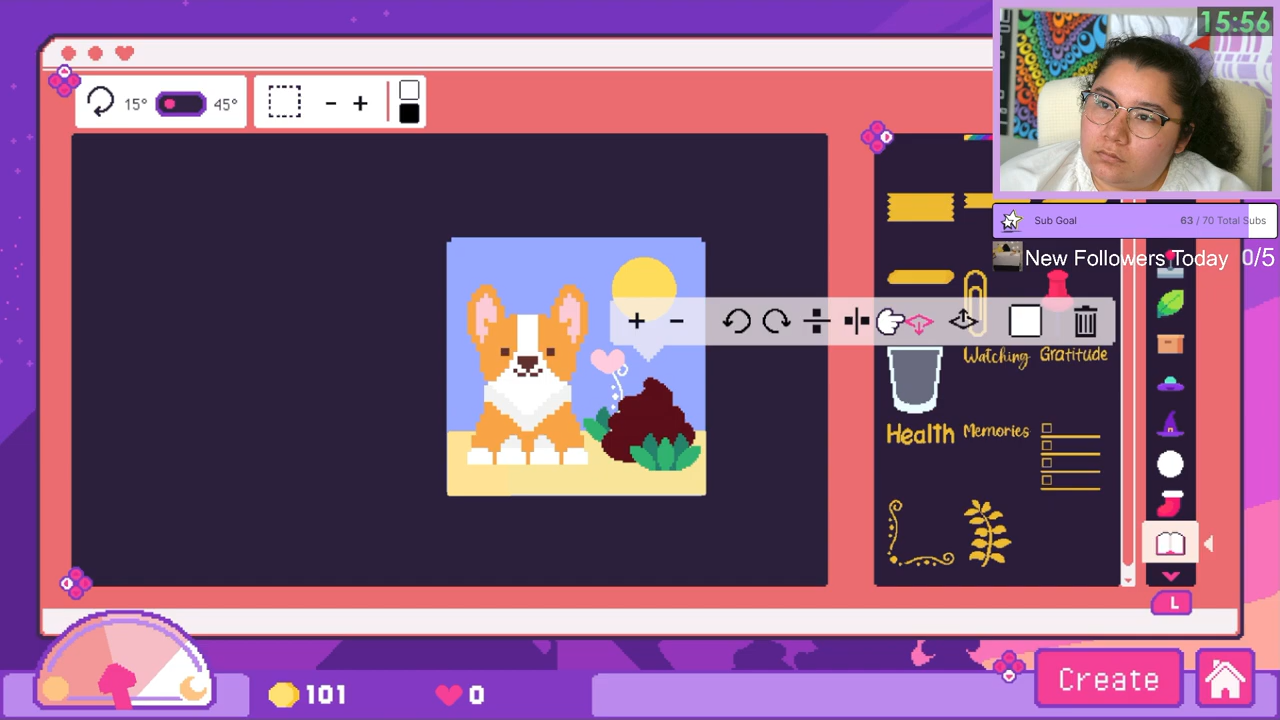 15:56
15°
45°
Sub Goal
63 / 70 Total Subs
New Followers Today 0/5
Watching
Gratitude
Health
Memories
L
101
0
Create